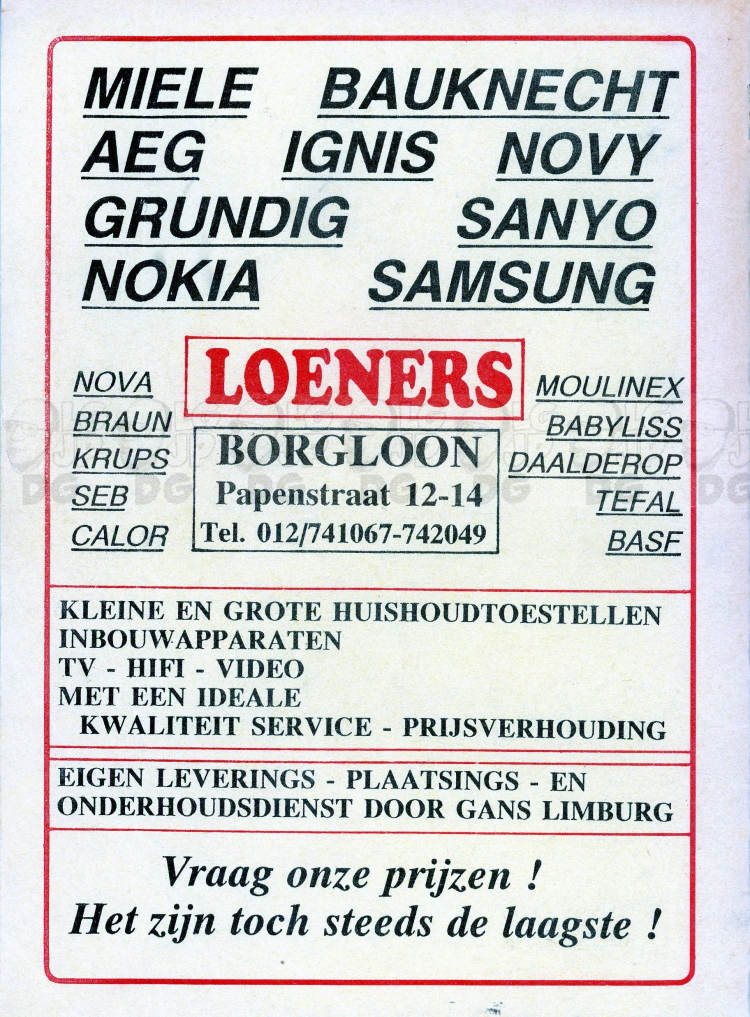 MIELE BAUKNECHT
AEG IGNIS NOVY
GRUNDIG SANYO
NOKIA SAMSUNG
LOENERS
NOVA
BRAUN
KRUPS
SEB
CALOR
BORGLOON
Papenstraat 12-14
Tel. 012/741067-742049
MOULINEX
BABYLISS
DAALDEROP
TEFAL
BASF
KLEINE EN GROTE HUISHOUDTOESTELLEN
INBOUWAPPARATEN
TV - HIFI - VIDEO
MET EEN IDEALE
KWALITEIT SERVICE - PRIJSVERHOUDING
EIGEN LEVERINGS - PLAATSINGS - EN
ONDERHOUDSDIENST DOOR GANS LIMBURG
Vraag onze prijzen !
Het zijn toch steeds de laagste !